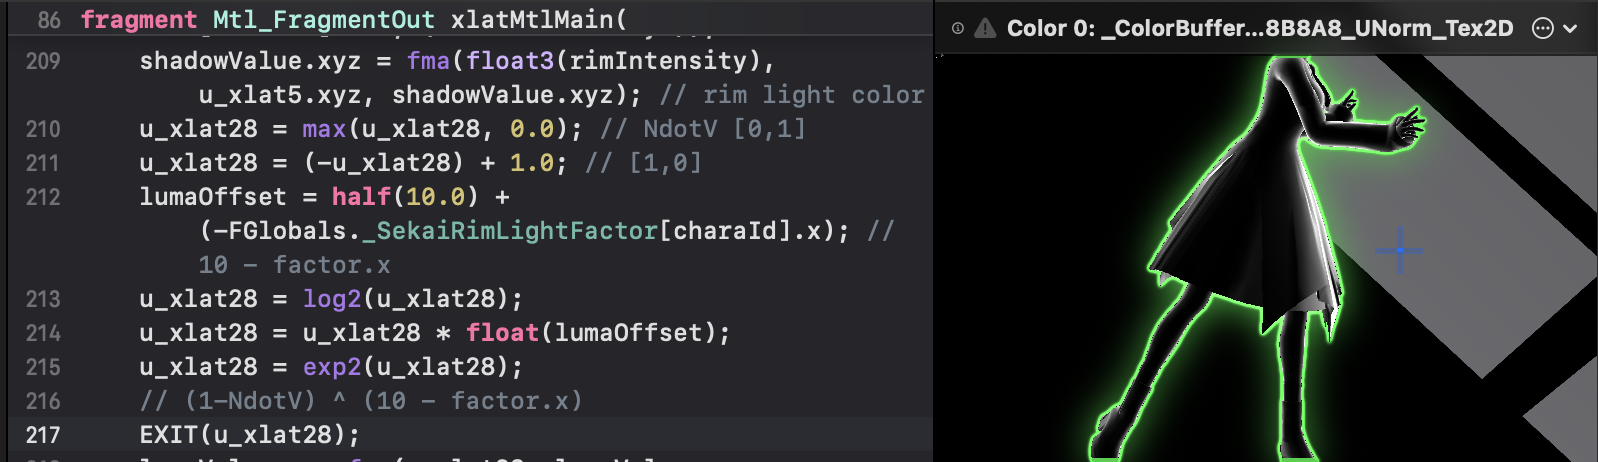 86 fragment Mtl_FragmentOut xlatMtlMain(
Color 0: _ColorBuffer...8B8A8_UNorm_Tex2D
209 shadowValue.xyz = fma(float3(rimIntensity),
u_xlat5.xyz, shadowValue.xyz); // rim light color
210 u_xlat28 = max(u_xlat28, 0.0); // NdotV [0,1]
211 u_xlat28 = (-u_xlat28) + 1.0; // [1,0]
212 lumaOffset = half(10.0) +
(-FGlobals._SekaiRimLightFactor[charaId].x); //
10 - factor.x
213 u_xlat28 = log2(u_xlat28);
214 u_xlat28 = u_xlat28 * float(lumaOffset);
215 u_xlat28 = exp2(u_xlat28);
216 // (1-NdotV) ^ (10 - factor.x)
217 EXIT(u_xlat28);